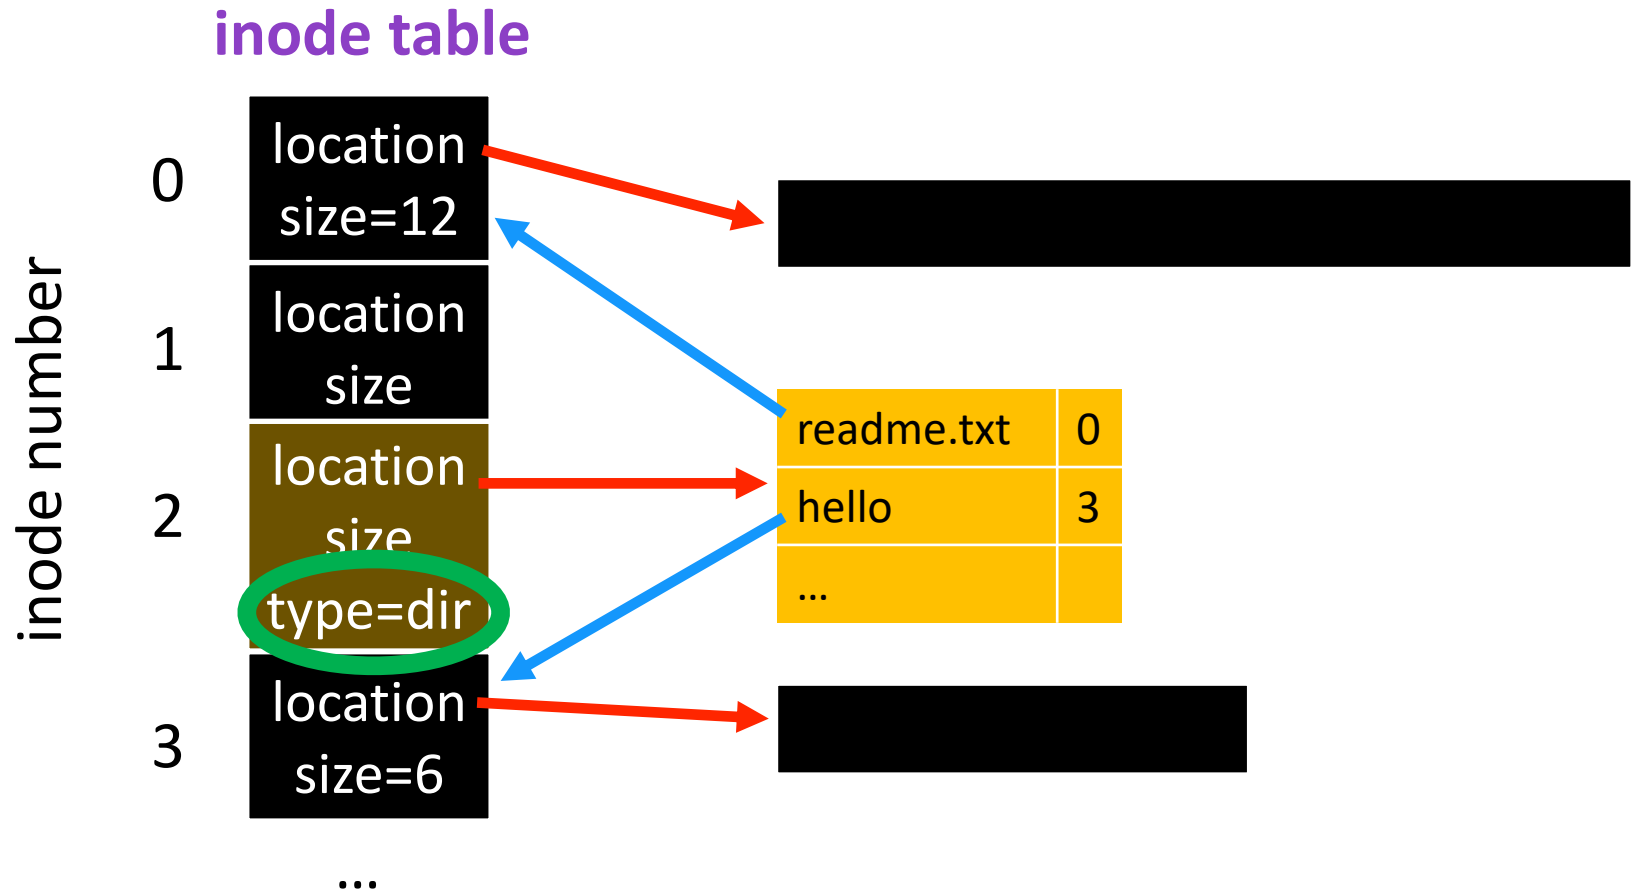 inode table
inode number
0
location
size=12
1
location
size
2
location
size
type=dir
3
location
size=6
...
readme.txt 0
hello 3
...